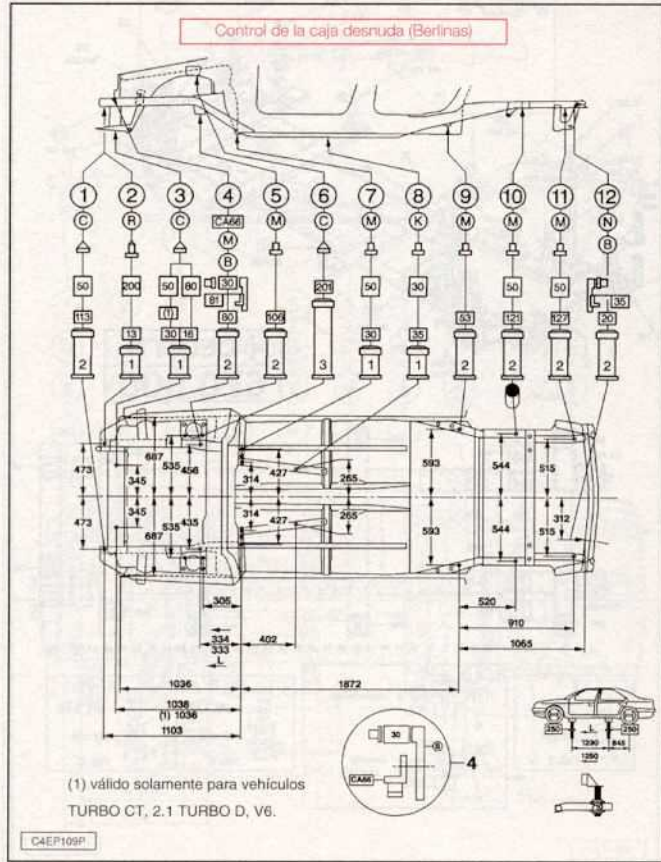 Control de la caja desnuda (Berlinas)
1 2 3 4 5 6 7 8 9 10 11 12
C R C CA66 M C M K M M M N
M B
B
50 200 50 80 30 201 50 30 50 50
(1) 81 35
113 13 30 16 80 106 30 35 53 121 127 20
2 1 1 2 2 3 1 1 2 2 2 2
687
473 535 456 427 593 544 515
345 314 265
345 314 265 312
473 535 435 427 593 544 515
687
305 520
334 402 910
333
L 1065
1036 1872
1038
(1) 1036
1103
30
B
CA66
4
250 L 250
1230 845
1250
(1) válido solamente para vehículos
TURBO CT, 2.1 TURBO D, V6.
C4EP109P